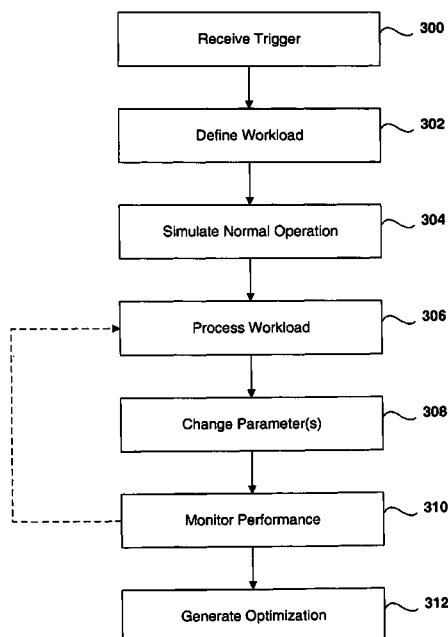 Receive Trigger
300
Define Workload
302
Simulate Normal Operation
304
Process Workload
306
Change Parameter(s)
308
Monitor Performance
310
Generate Optimization
312